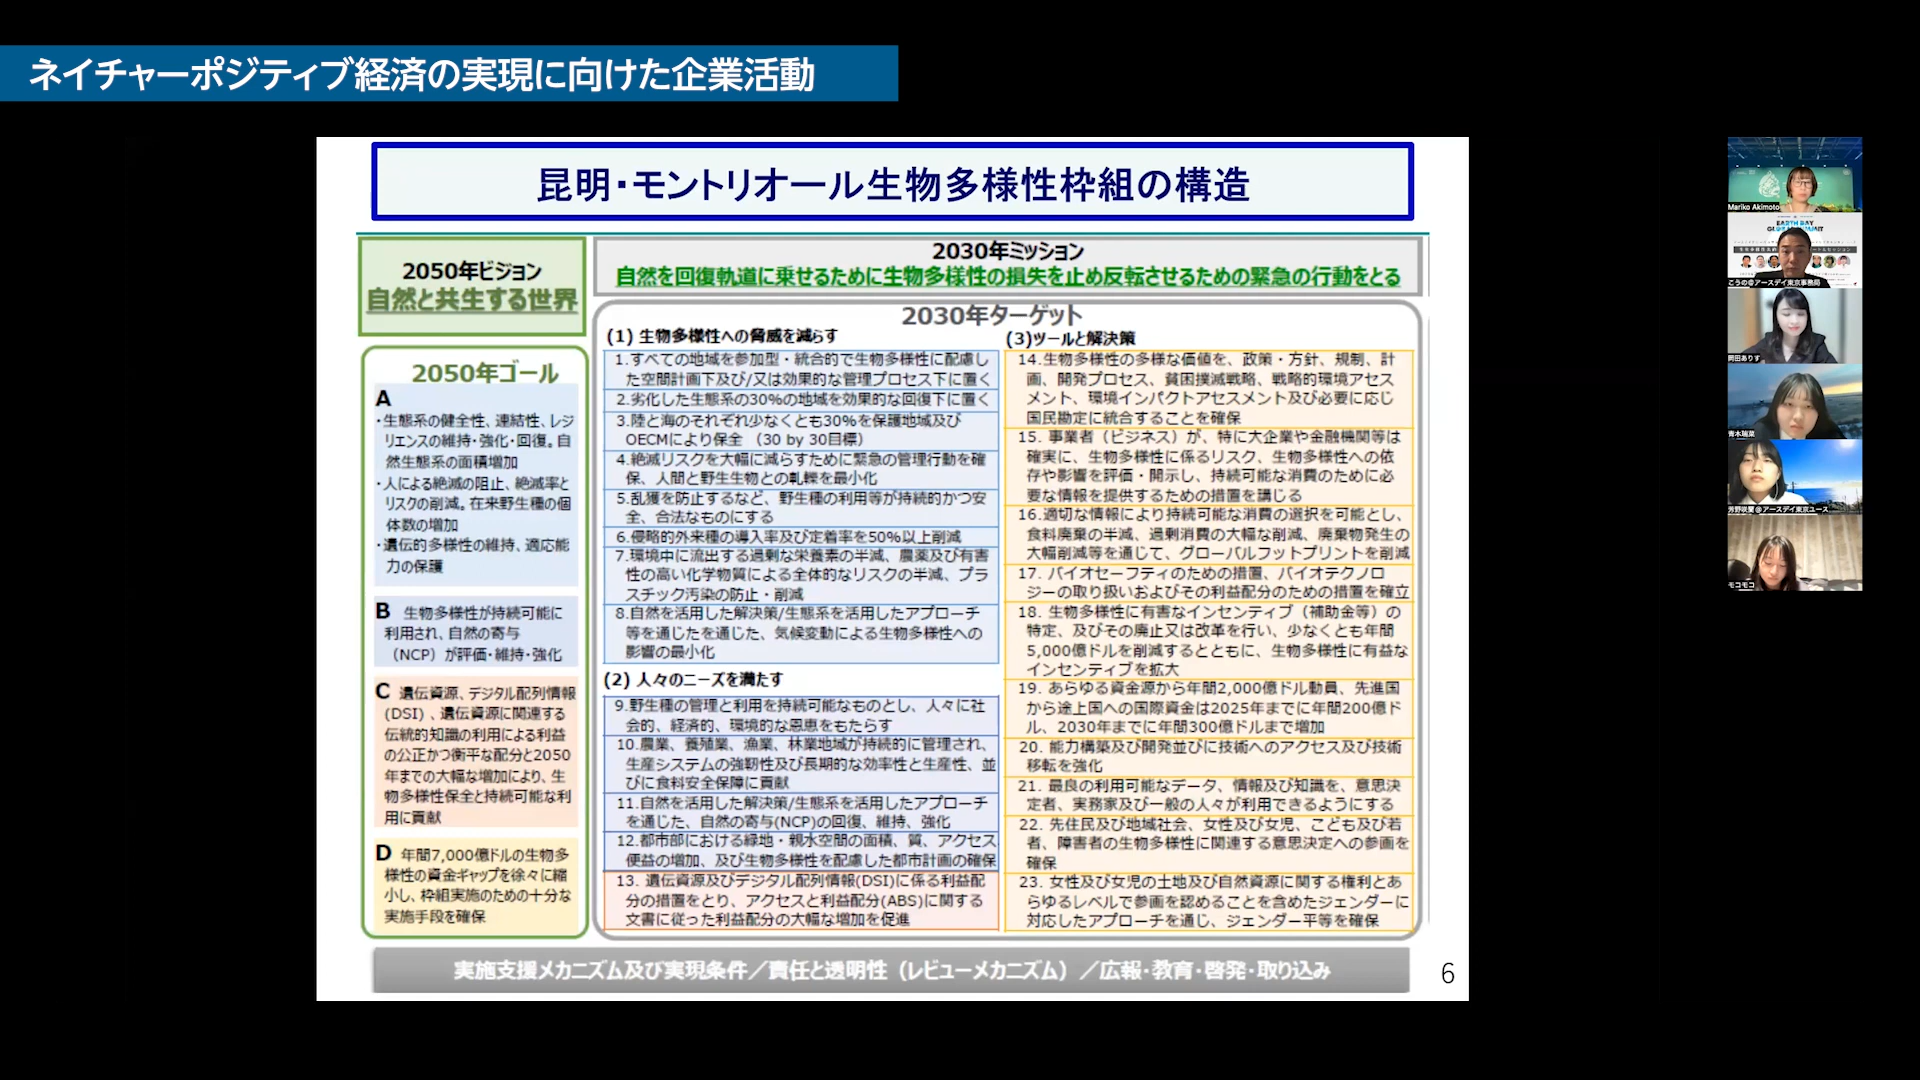 ネイチャーポジティブ経済の実現に向けた企業活動
昆明・モントリオール生物多様性枠組の構造
2050年ビジョン
自然と共生する世界
2030年ミッション
自然を回復軌道に乗せるために生物多様性の損失を止め反転させるための緊急の行動をとる
2050年ゴール
A
・生態系の健全性、連結性、レジ
リエンスの維持・強化・回復。自
然生態系の面積増加
・人による絶滅の阻止、絶滅率と
リスクの削減。在来野生種の個
体数の増加
・遺伝的多様性の維持、適応能
力の保護
B 生物多様性が持続可能に
利用され、自然の寄与
（NCP）が評価・維持・強化
C 遺伝資源、デジタル配列情報
(DSI)、遺伝資源に関連する
伝統的知識の利用による利益
の公正かつ衡平な配分と2050
年までの大幅な増加により、生
物多様性保全と持続可能な利
用に貢献
D 年間7,000億ドルの生物多
様性の資金ギャップを徐々に縮
小し、枠組実施のための十分な
実施手段を確保
2030年ターゲット
(1) 生物多様性への脅威を減らす
1.すべての地域を参加型・統合的で生物多様性に配慮し
た空間計画下及び/又は効果的な管理プロセス下に置く
2.劣化した生態系の30%の地域を効果的な回復下に置く
3.陸と海のそれぞれ少なくとも30%を保護地域及び
OECMにより保全 （30 by 30目標）
4.絶滅リスクを大幅に減らすために緊急の管理行動を確
保、人間と野生生物との軋轢を最小化
5.乱獲を防止するなど、野生種の利用等が持続的かつ安
全、合法なものにする
6.侵略的外来種の導入率及び定着率を50%以上削減
7.環境中に流出する過剰な栄養素の半減、農薬及び有害
性の高い化学物質による全体的なリスクの半減、プラ
スチック汚染の防止・削減
8.自然を活用した解決策/生態系を活用したアプローチ
等を通じたを通じた、気候変動による生物多様性への
影響の最小化
(2) 人々のニーズを満たす
9.野生種の管理と利用を持続可能なものとし、人々に社
会的、経済的、環境的な恩恵をもたらす
10.農業、養殖業、漁業、林業地域が持続的に管理され、
生産システムの強靭性及び長期的な効率性と生産性、並
びに食料安全保障に貢献
11.自然を活用した解決策/生態系を活用したアプローチ
を通じた、自然の寄与(NCP)の回復、維持、強化
12.都市部における緑地・親水空間の面積、質、アクセス
便益の増加、及び生物多様性を配慮した都市計画の確保
13. 遺伝資源及びデジタル配列情報(DSI)に係る利益配
分の措置をとり、アクセスと利益配分(ABS)に関する
文書に従った利益配分の大幅な増加を促進
(3)ツールと解決策
14.生物多様性の多様な価値を、政策・方針、規制、計
画、開発プロセス、貧困撲滅戦略、戦略的環境アセス
メント、環境インパクトアセスメント及び必要に応じ
国民勘定に統合することを確保
15. 事業者（ビジネス）が、特に大企業や金融機関等は
確実に、生物多様性に係るリスク、生物多様性への依
存や影響を評価・開示し、持続可能な消費のために必
要な情報を提供するための措置を講じる
16.適切な情報により持続可能な消費の選択を可能とし、
食料廃棄の半減、過剰消費の大幅な削減、廃棄物発生の
大幅削減等を通じて、グローバルフットプリントを削減
17. バイオセーフティのための措置、バイオテクノロ
ジーの取り扱いおよびその利益配分のための措置を確立
18. 生物多様性に有害なインセンティブ（補助金等）の
特定、及びその廃止又は改革を行い、少なくとも年間
5,000億ドルを削減するとともに、生物多様性に有益な
インセンティブを拡大
19. あらゆる資金源から年間2,000億ドル動員、先進国
から途上国への国際資金は2025年までに年間200億ド
ル、2030年までに年間300億ドルまで増加
20. 能力構築及び開発並びに技術へのアクセス及び技術
移転を強化
21. 最良の利用可能なデータ、情報及び知識を、意思決
定者、実務家及び一般の人々が利用できるようにする
22. 先住民及び地域社会、女性及び女児、こども及び若
者、障害者の生物多様性に関連する意思決定への参画を
確保
23. 女性及び女児の土地及び自然資源に関する権利とあ
らゆるレベルで参画を認めることを含めたジェンダーに
対応したアプローチを通じ、ジェンダー平等を確保
実施支援メカニズム及び実現条件／責任と透明性（レビューメカニズム）／広報・教育・啓発・取り込み
6
Mariko Akimoto
EARTH DAY
こうの@アースデイ東京事務局
岡田ありす
青木瑞菜
芳野咲蘭@アースデイ東京ユース
モコモコ